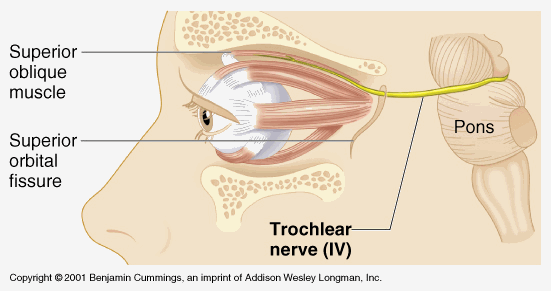 Superior
oblique
muscle
Superior
orbital
fissure
Pons
Trochlear
nerve (IV)
Copyright © 2001 Benjamin Cummings, an imprint of Addison Wesley Longman, Inc.